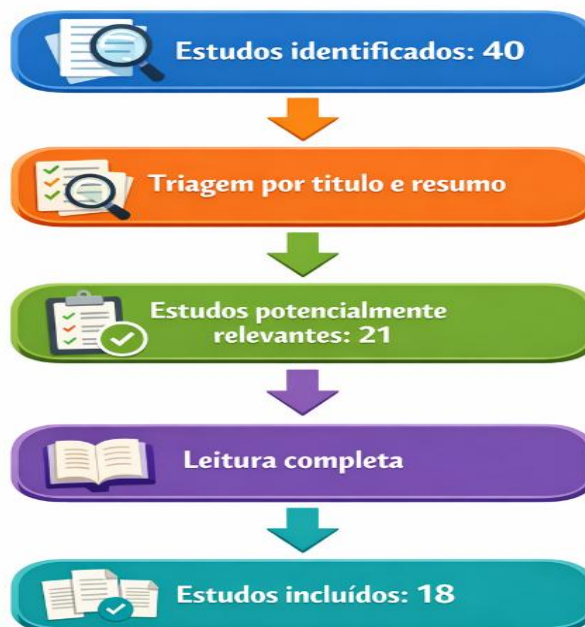 Estudos identificados: 40
Triagem por titulo e resumo
Estudos potencialmente
relevantes: 21
Leitura completa
Estudos incluídos: 18